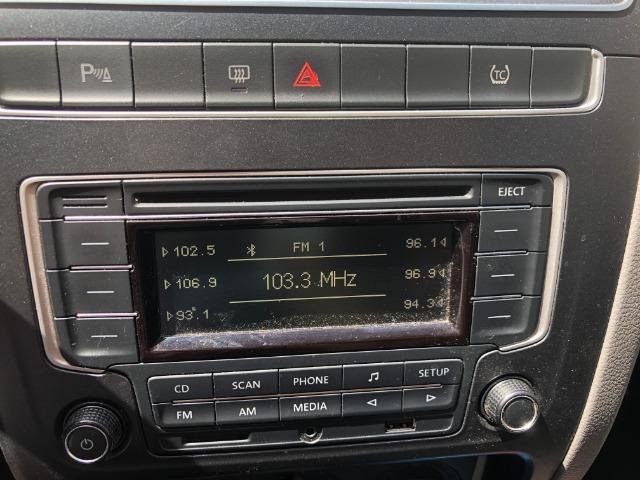 P TC
EJECT
102.5 FM 1 96.1
106.9 103.3 MHz 96.9
93.1 94.3
CD SCAN PHONE SETUP
FM AM MEDIA